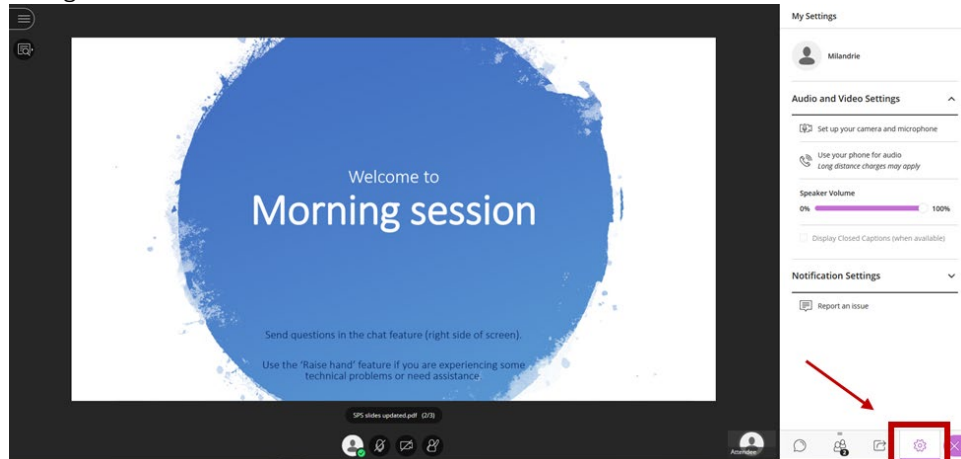 My Settings
Milandrie
Audio and Video Settings
Set up your camera and microphone
Use your phone for audio
Long distance charges may apply
Speaker Volume
0% 100%
Display Closed Captions (when available)
Notification Settings
Report an issue
Welcome to
Morning session
Send questions in the chat feature (right side of screen).
Use the 'Raise hand' feature if you are experiencing some
technical problems or need assistance
SPS slides updated.pdf (2/3)
Attendee